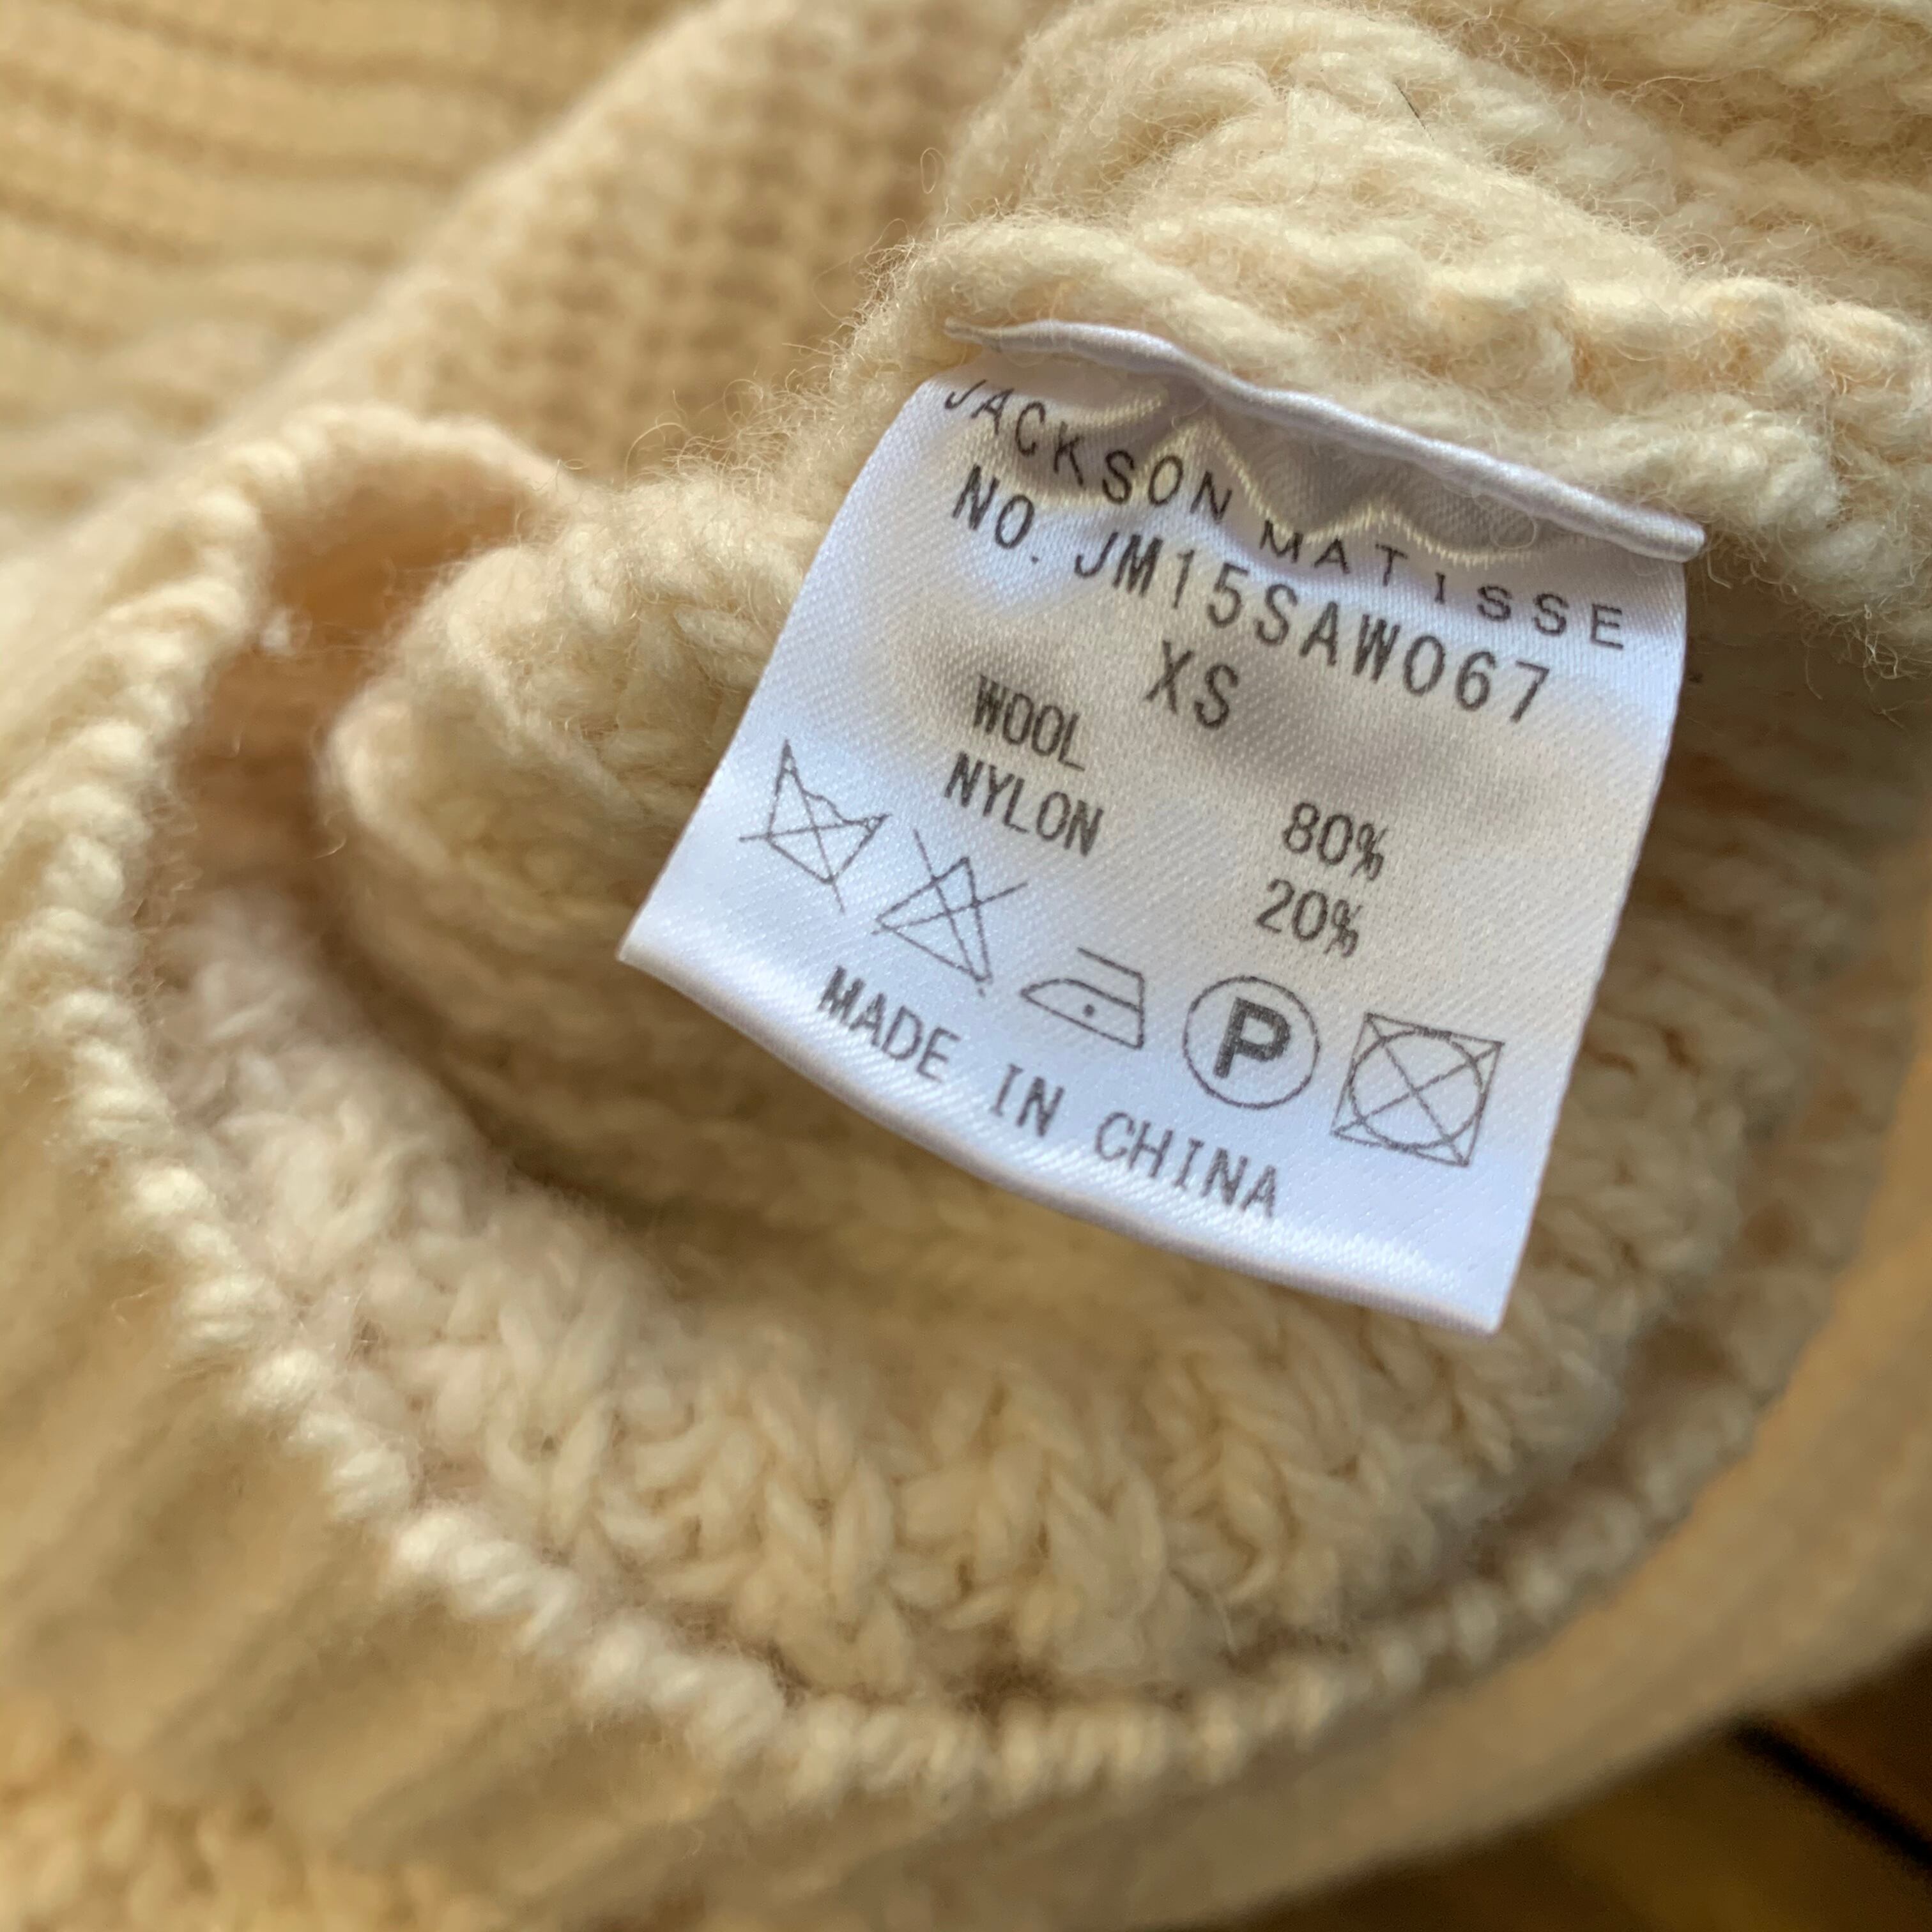 JACKSON MATISSE
NO. JM15SAW067
XS
WOOL 80%
NYLON 20%
P
MADE IN CHINA